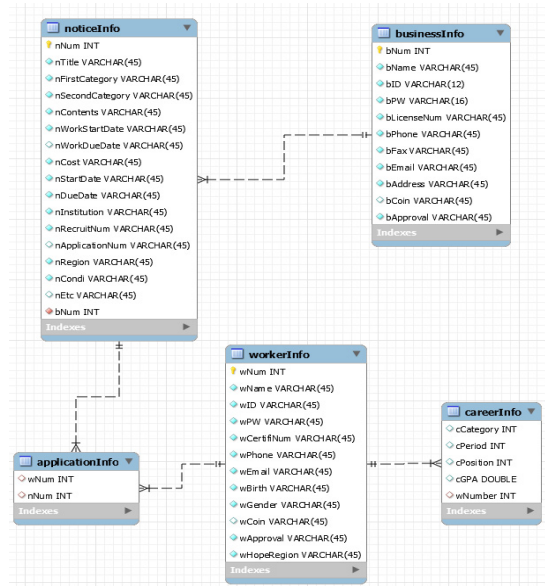 noticeInfo
nNum INT
nTitle VARCHAR(45)
nFirstCategory VARCHAR(45)
nSecondCategory VARCHAR(45)
nContents VARCHAR(45)
nWorkStartDate VARCHAR(45)
nWorkDueDate VARCHAR(45)
nCost VARCHAR(45)
nStartDate VARCHAR(45)
nDueDate VARCHAR(45)
nInstitution VARCHAR(45)
nRecruitNum VARCHAR(45)
nApplicationNum VARCHAR(45)
nRegion VARCHAR(45)
nCondi VARCHAR(45)
nEtc VARCHAR(45)
bNum INT
Indexes
businessInfo
bNum INT
bName VARCHAR(45)
bID VARCHAR(12)
bPW VARCHAR(16)
bLicenseNum VARCHAR(45)
bPhone VARCHAR(45)
bFax VARCHAR(45)
bEmail VARCHAR(45)
bAddress VARCHAR(45)
bCoin VARCHAR(45)
bApproval VARCHAR(45)
Indexes
workerInfo
wNum INT
wName VARCHAR(45)
wID VARCHAR(45)
wPW VARCHAR(45)
wCertifiNum VARCHAR(45)
wPhone VARCHAR(45)
wEmail VARCHAR(45)
wBirth VARCHAR(45)
wGender VARCHAR(45)
wCoin VARCHAR(45)
wApproval VARCHAR(45)
wHopeRegion VARCHAR(45)
Indexes
careerInfo
cCategory INT
cPeriod INT
cPosition INT
cGPA DOUBLE
wNumber INT
Indexes
applicationInfo
wNum INT
nNum INT
Indexes